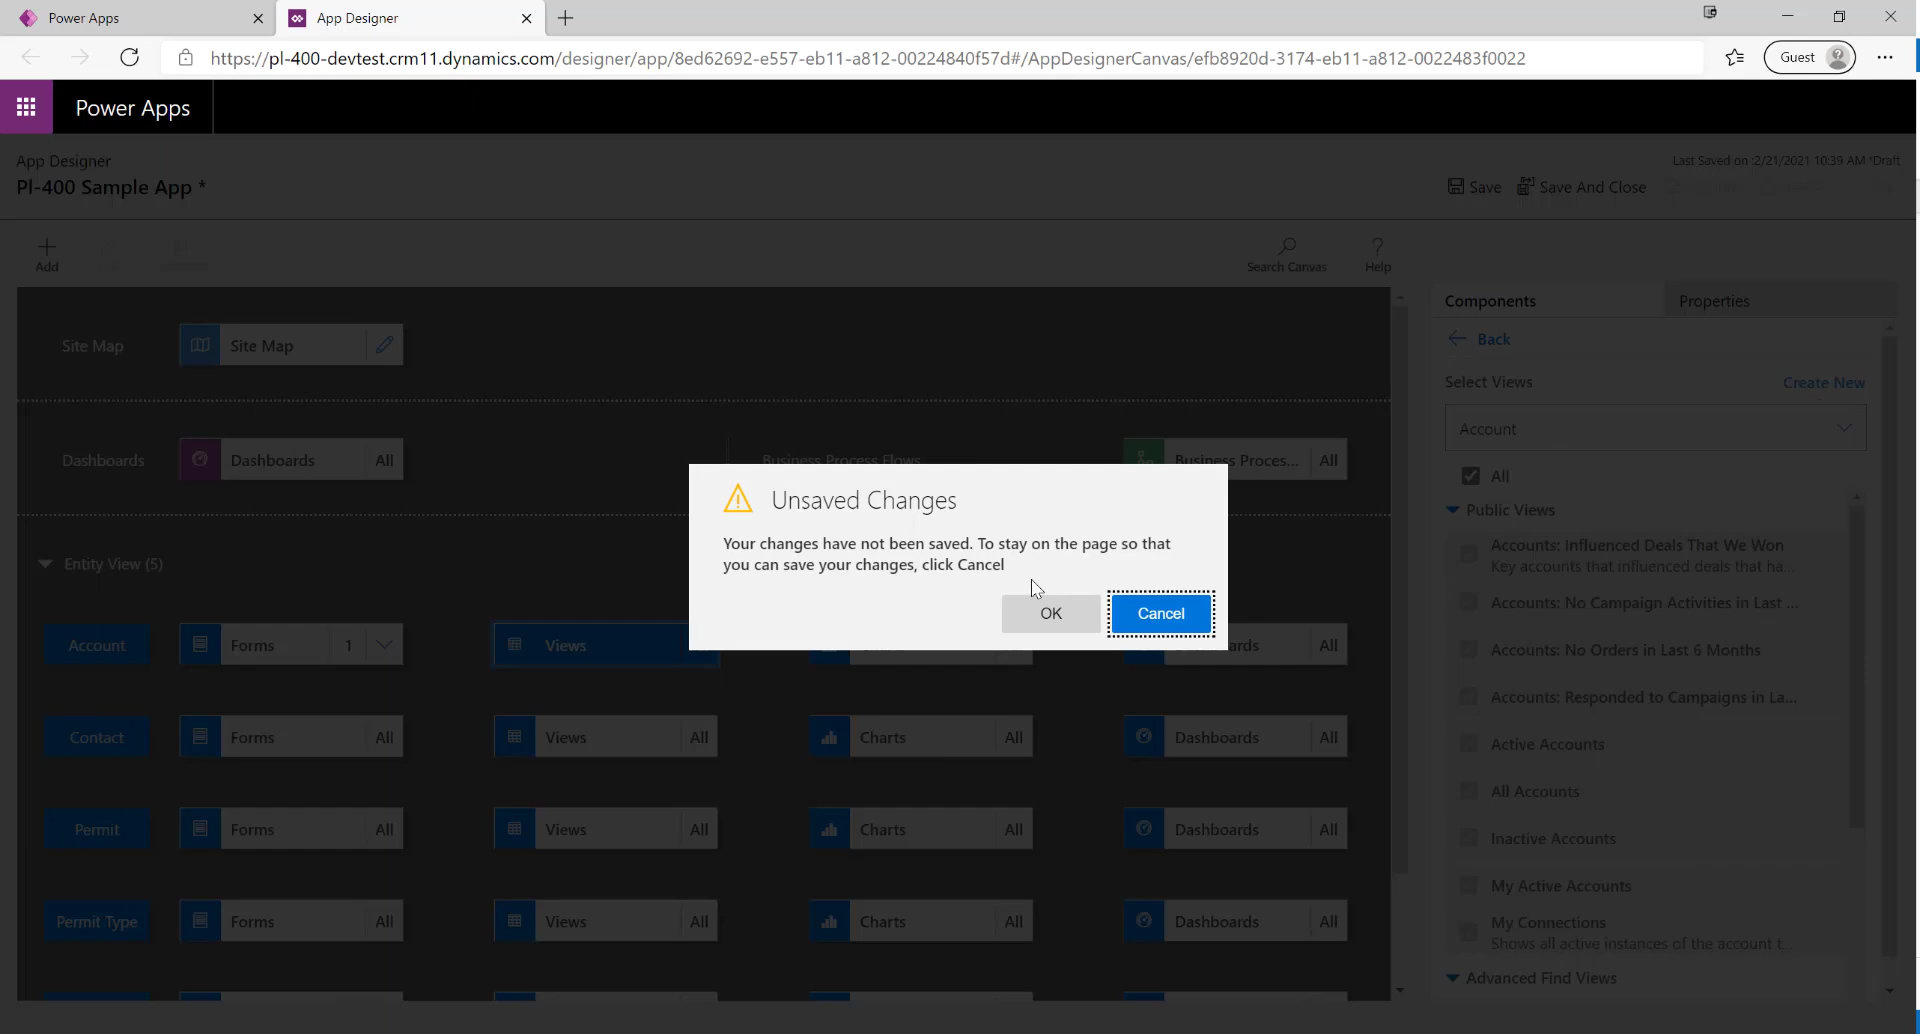 Power Apps
App Designer
https://pl-400-devtest.crm11.dynamics.com/designer/app/8ed62692-e557-eb11-a812-00224840f57d#/AppDesignerCanvas/efb8920d-3174-eb11-a812-0022483f0022
Guest
Power Apps
App Designer
Pl-400 Sample App *
Last Saved on :2/21/2021 10:39 AM *Draft
Save
Save And Close
Add
Search Canvas
Help
Components
Properties
Back
Select Views
Create New
Account
All
Public Views
Accounts: Influenced Deals That We Won
Key accounts that influenced deals that ha...
Accounts: No Campaign Activities in Last ...
Accounts: No Orders in Last 6 Months
Accounts: Responded to Campaigns in La...
Active Accounts
All Accounts
Inactive Accounts
My Active Accounts
My Connections
Shows all active instances of the account t...
Advanced Find Views
Site Map
Site Map
Dashboards
Dashboards All
Business Process Flows
Business Proces... All
Entity View (5)
Unsaved Changes
Your changes have not been saved. To stay on the page so that
you can save your changes, click Cancel
OK
Cancel
Account Forms 1 Views All
Contact Forms All Views All Charts All Dashboards All
Permit Forms All Views All Charts All Dashboards All
Permit Type Forms All Views All Charts All Dashboards All